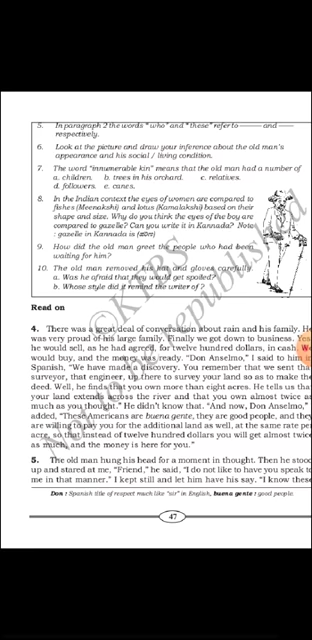 5. In paragraph 2 the words "who" and "these" refer to ——— and ——
respectively.
6. Look at the picture and draw your inference about the old man's
appearance and his social / living condition.
7. The word "innumerable kin" means that the old man had a number of
a. children. b. trees in his orchard. c. relatives.
d. followers. e. canes.
8. In the Indian context the eyes of women are compared to
fishes (Meenakshi) and lotus (Kamalakshi) based on their
shape and size. Why do you think the eyes of the boy are
compared to gazelle? Can you write it in Kannada? Note
: gazelle in Kannada is
9. How did the old man greet the people who had been
waiting for him?
10. The old man removed his hat and gloves carefully.
a. Was he afraid that they would get spoiled?
b. Whose style did it remind the writer of ?
Read on
4. There was a great deal of conversation about rain and his family. He
was very proud of his large family. Finally we got down to business. Yes
he would sell, as he had agreed, for twelve hundred dollars, in cash. We
would buy, and the money was ready. "Don Anselmo," I said to him in
Spanish, "We have made a discovery. You remember that we sent tha
surveyor, that engineer, up there to survey your land so as to make the
deed. Well, he finds that you own more than eight acres. He tells us tha
your land extends across the river and that you own almost twice a
much as you thought." He didn't know that. "And now, Don Anselmo," 
added, "These Americans are buena gente, they are good people, and they
are willing to pay you for the additional land as well, at the same rate pe
acre, so that instead of twelve hundred dollars you will get almost twice
as much, and the money is here for you."
5. The old man hung his head for a moment in thought. Then he stoo
up and stared at me, "Friend," he said, "I do not like to have you speak to
me in that manner." I kept still and let him have his say. "I know these
Don : Spanish title of respect much like "sir" in English, buena gente : good people.
47
©KTBS
Not to be republished